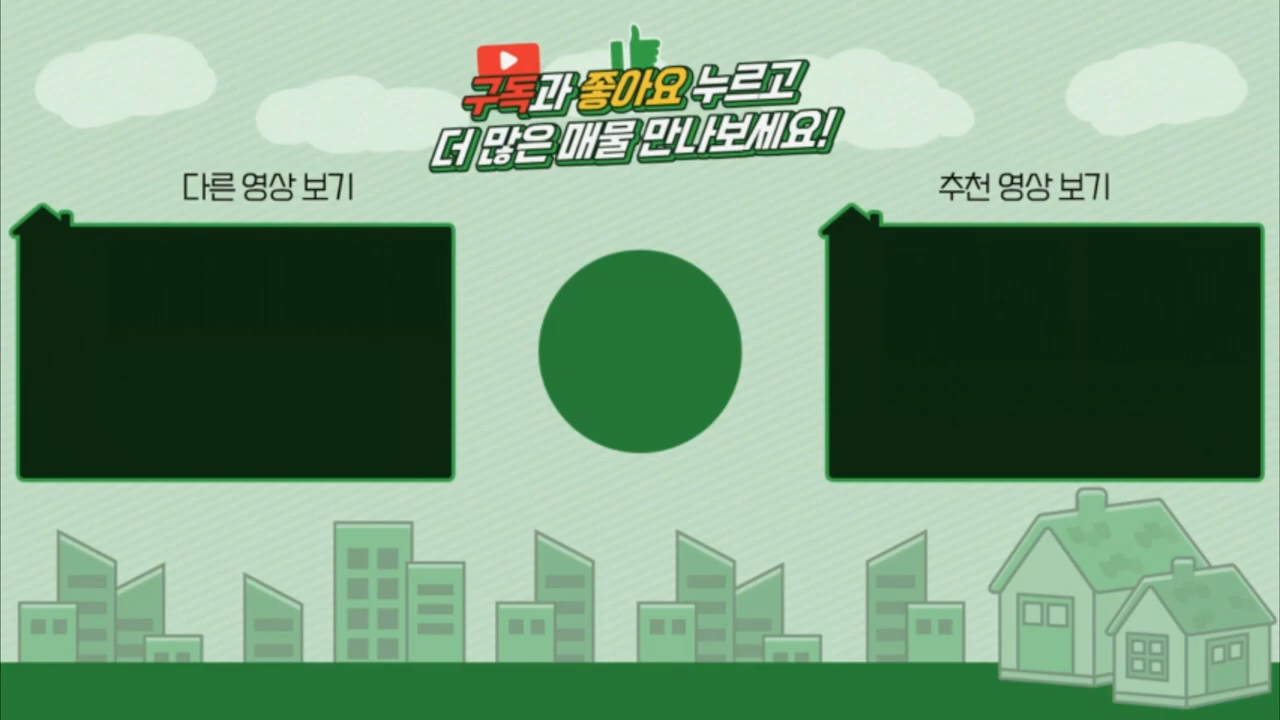 구독과 좋아요 누르고
더 많은 매물 만나보세요!
다른 영상 보기
추천 영상 보기